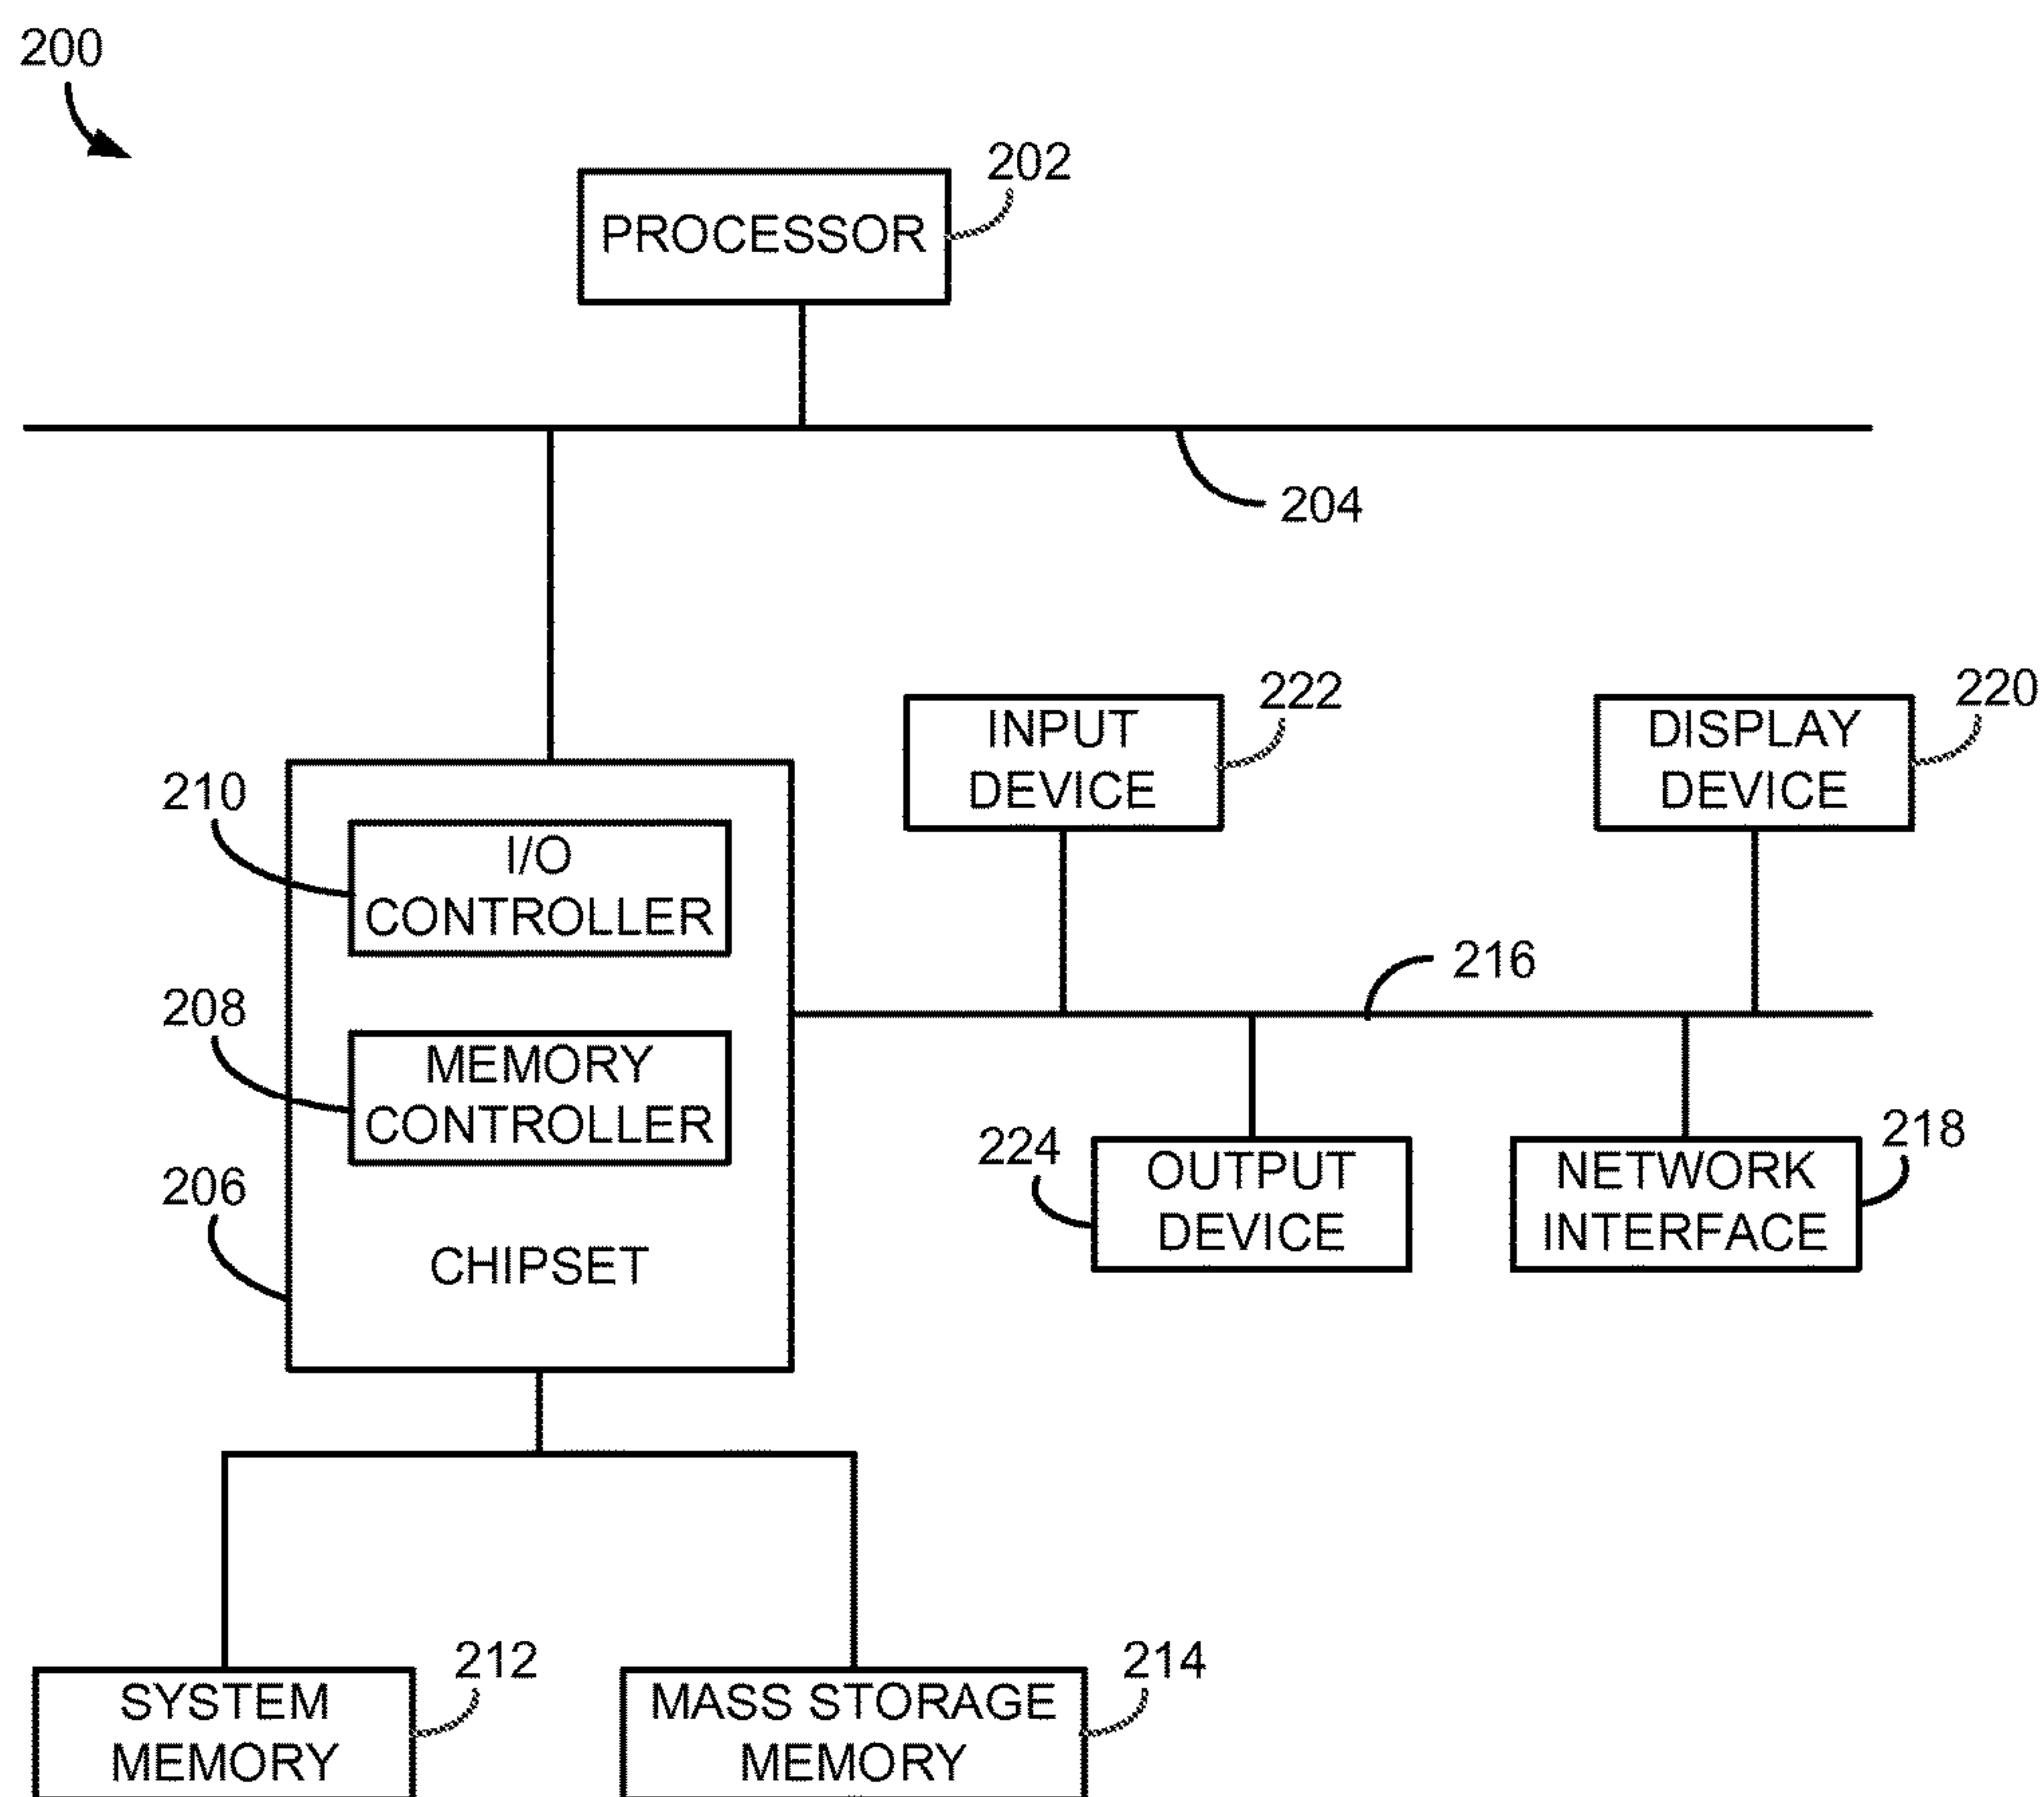 200
202
PROCESSOR
204
222
INPUT
DEVICE
220
DISPLAY
DEVICE
210
I/O
CONTROLLER
216
208
MEMORY
CONTROLLER
206
CHIPSET
224
OUTPUT
DEVICE
218
NETWORK
INTERFACE
212
SYSTEM
MEMORY
214
MASS STORAGE
MEMORY